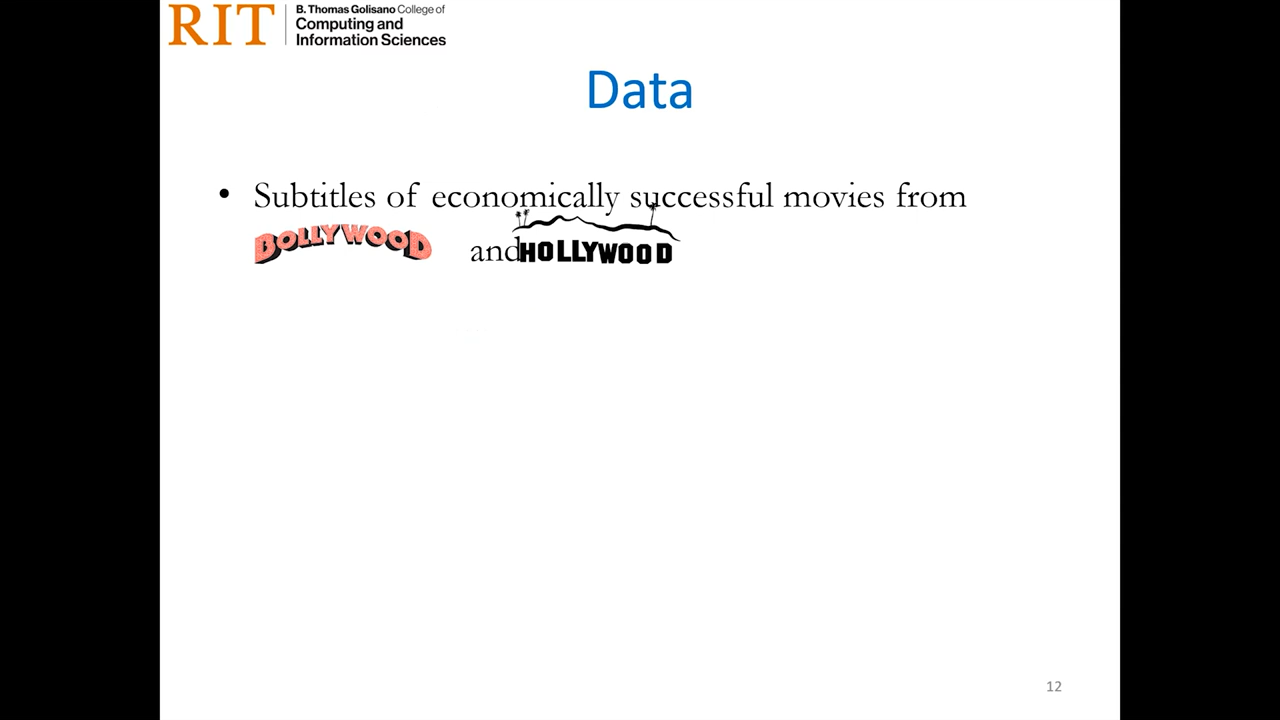 RIT
B. Thomas Golisano College of
Computing and
Information Sciences
Data
• Subtitles of economically successful movies from
BOLLYWOOD and HOLLYWOOD
12